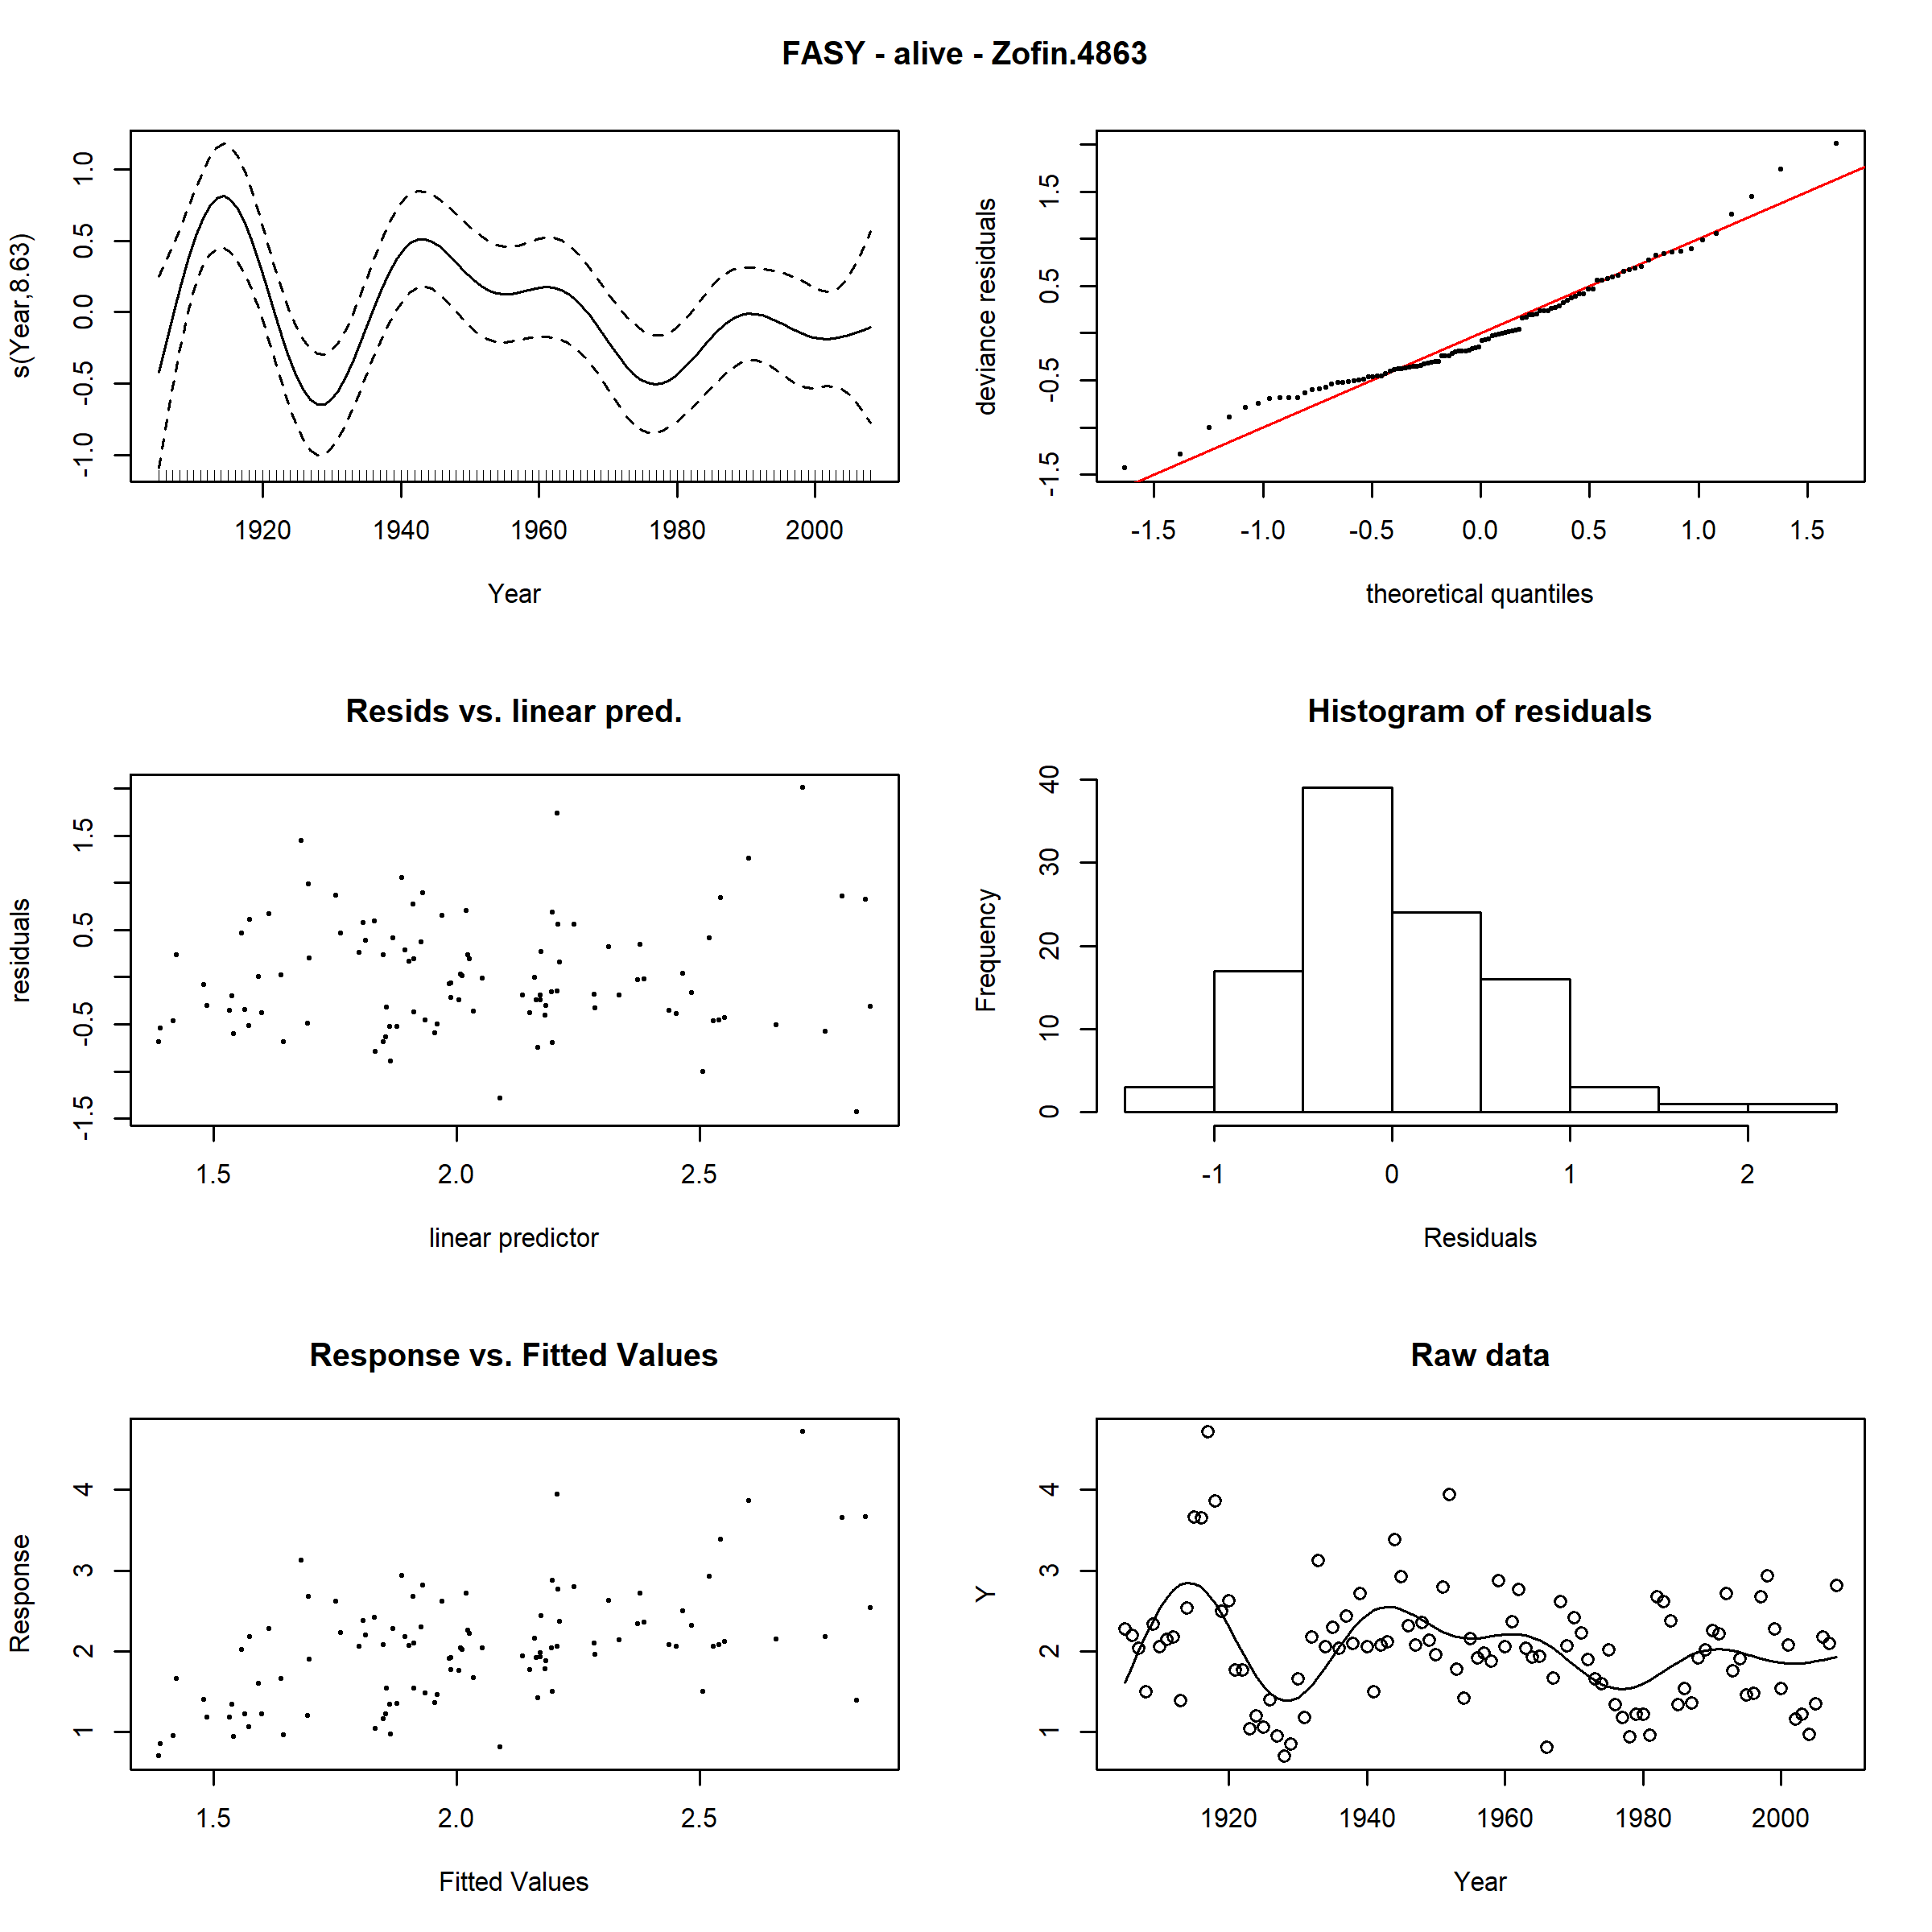 FASY - alive - Zofin.4863
s(Year,8.63)
1.0
0.5
0.0
-0.5
-1.0
1920 1940 1960 1980 2000
Year
deviance residuals
1.5
0.5
-0.5
-1.5
-1.5 -1.0 -0.5 0.0 0.5 1.0 1.5
theoretical quantiles
Resids vs. linear pred.
residuals
1.5
0.5
-0.5
-1.5
1.5 2.0 2.5
linear predictor
Histogram of residuals
Frequency
40
30
20
10
0
-1 0 1 2
Residuals
Response vs. Fitted Values
Response
4
3
2
1
1.5 2.0 2.5
Fitted Values
Raw data
Y
4
3
2
1
1920 1940 1960 1980 2000
Year